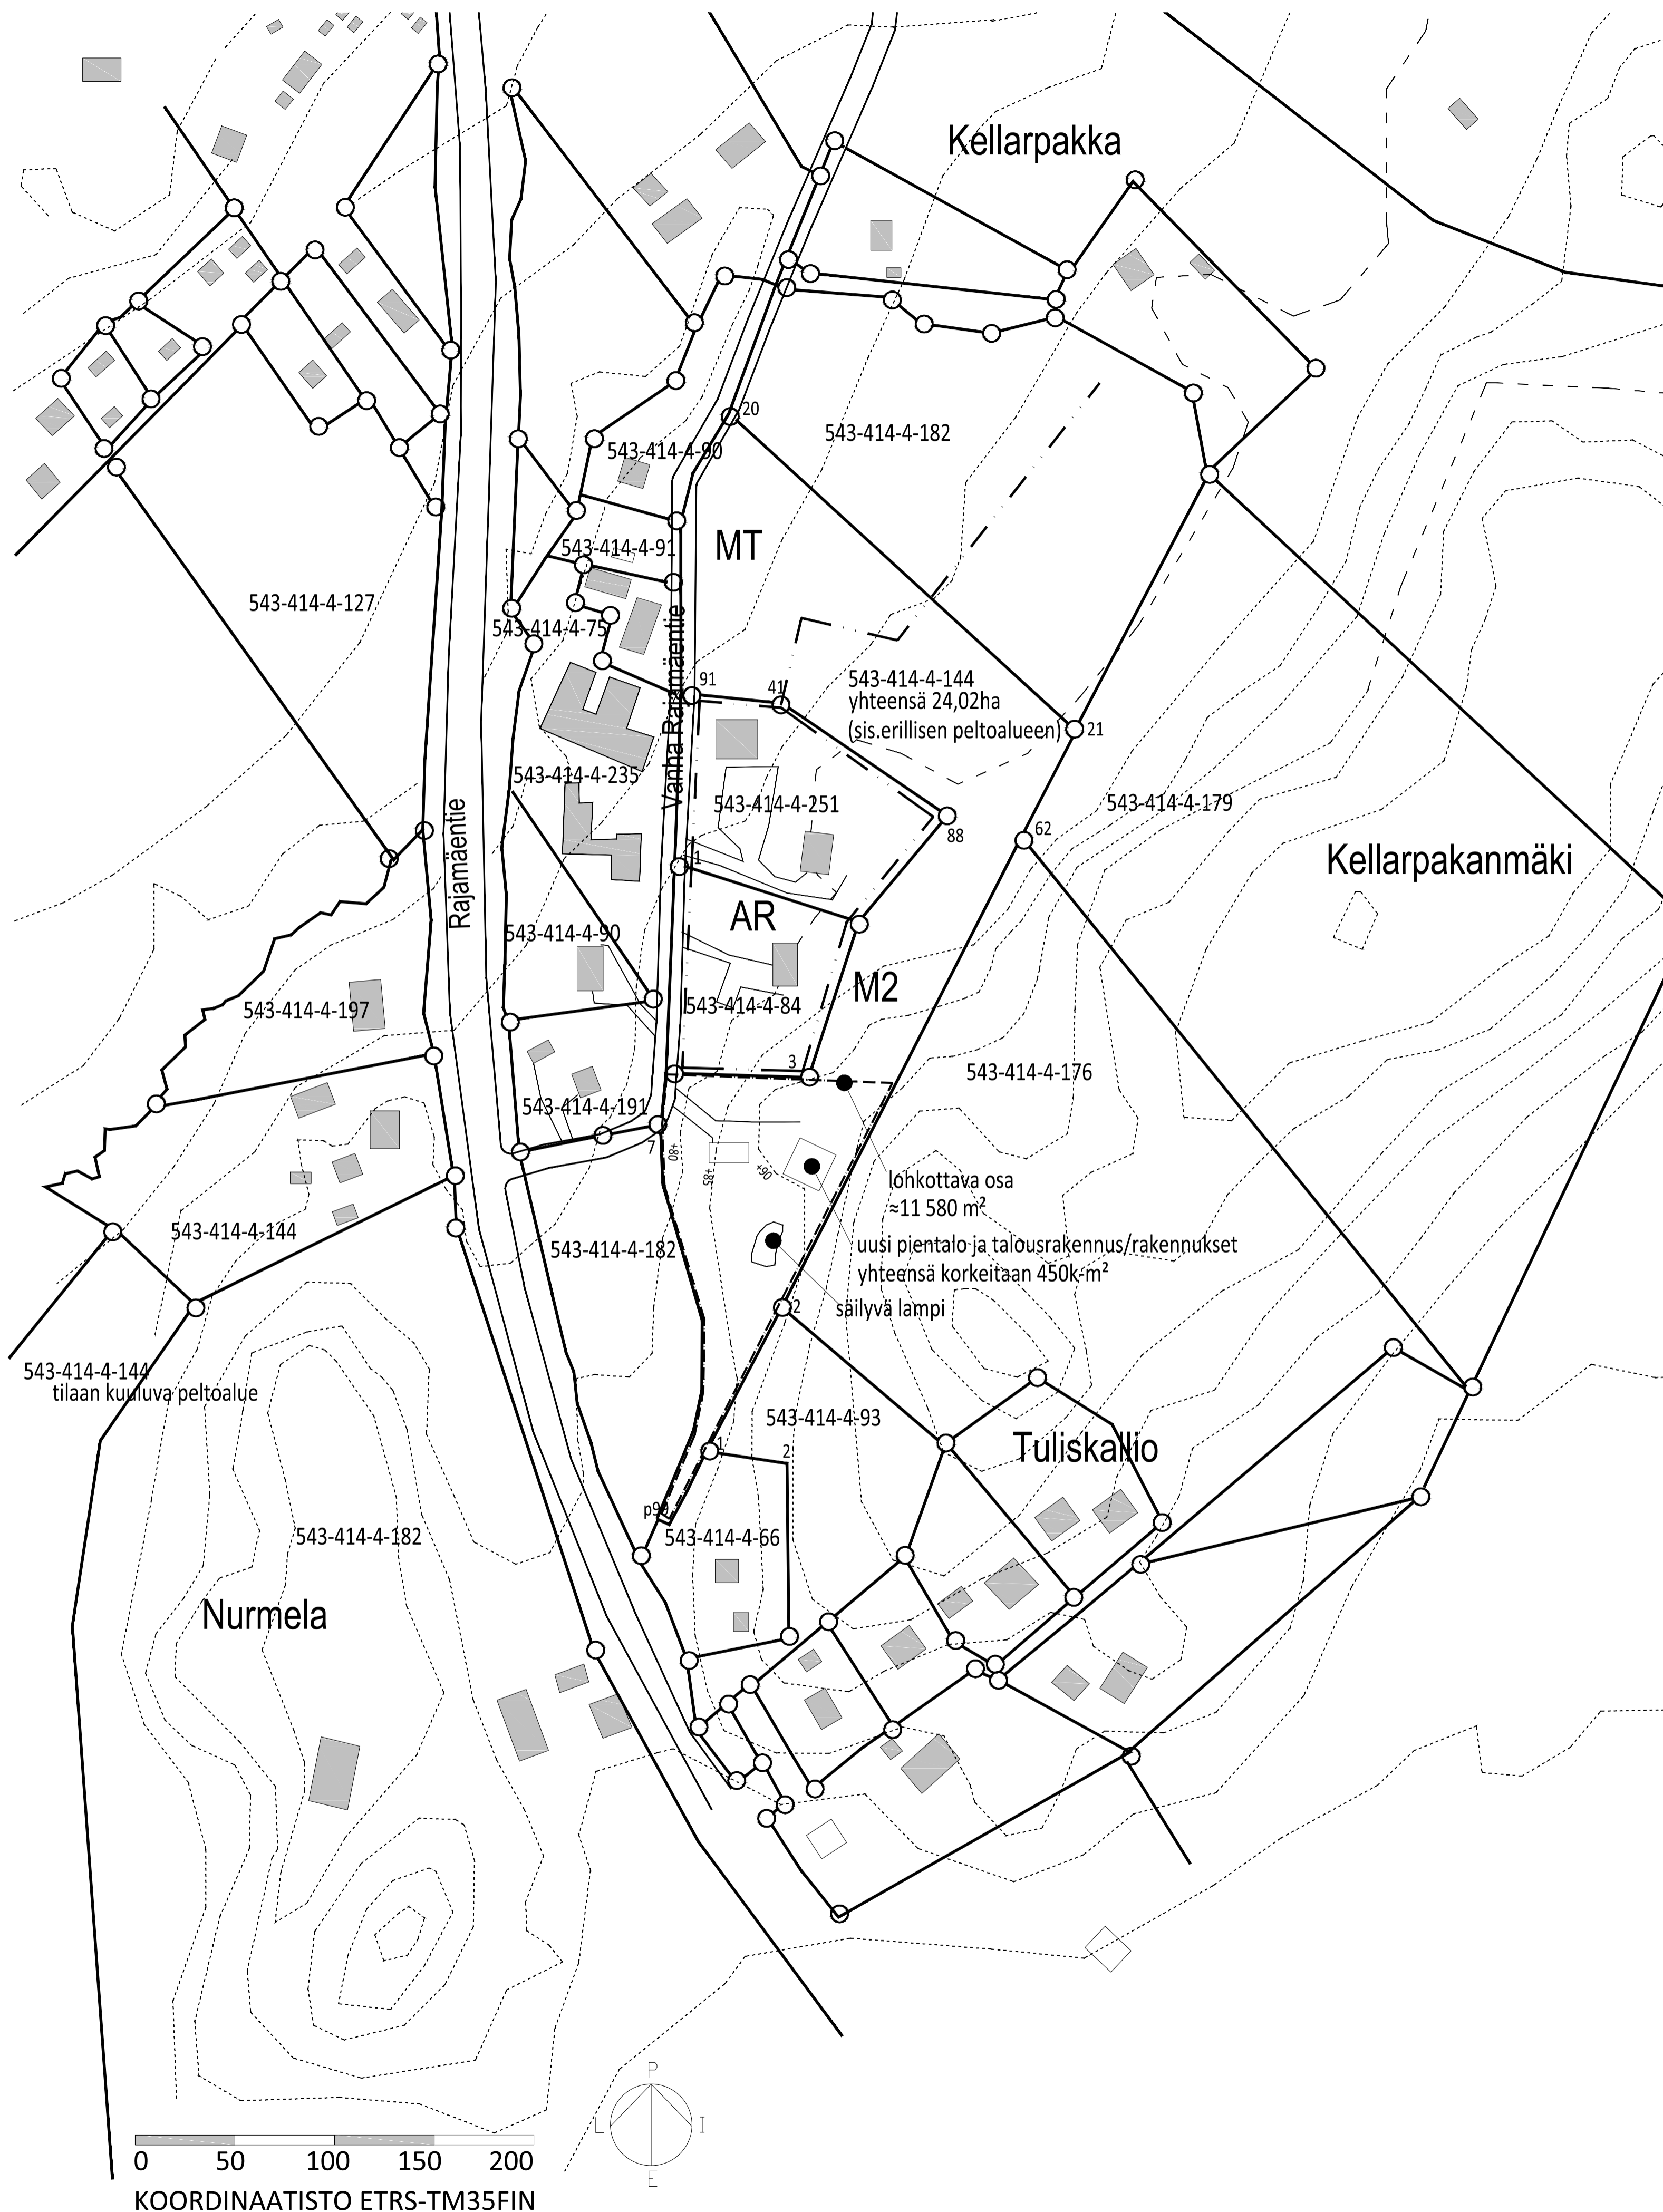 Kellarpakka
20
543-414-4-182
543-414-4-90
MT
543-414-4-91
543-414-4-127
543-414-4-75
Vanha Rajamäentie
91
41
543-414-4-144
yhteensä 24,02ha
(sis.erillisen peltoalueen)
21
543-414-4-235
543-414-4-251
543-414-4-179
88
62
Rajamäentie
1
Kellarpakanmäki
AR
543-414-4-90
M2
543-414-4-197
543-414-4-84
3
543-414-4-176
543-414-4-191
7
+80
+85
+90
lohkottava osa
≈11 580 m²
543-414-4-144
543-414-4-182
uusi pientalo ja talousrakennus/rakennukset
yhteensä korkeitaan 450k-m²
2
säilyvä lampi
543-414-4-144
tilaan kuuluva peltoalue
543-414-4-93
1
2
Tuliskallio
p99
543-414-4-182
543-414-4-66
Nurmela
P
L
I
E
0 50 100 150 200
KOORDINAATISTO ETRS-TM35FIN